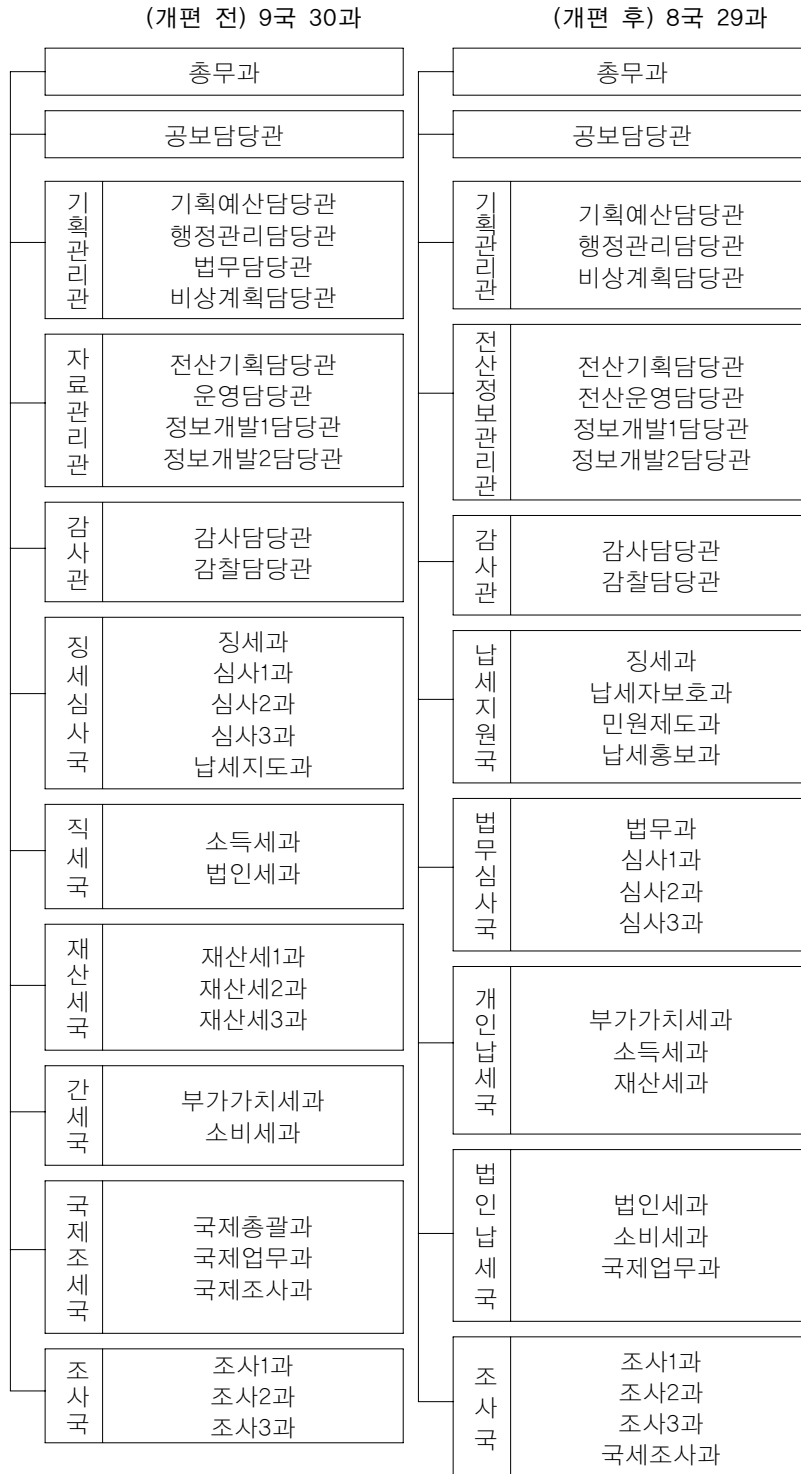 (개편 전) 9국 30과
총무과
공보담당관
기획관리관
기획예산담당관
행정관리담당관
법무담당관
비상계획담당관
자료관리관
전산기획담당관
운영담당관
정보개발1담당관
정보개발2담당관
감사관
감사담당관
감찰담당관
징세심사국
징세과
심사1과
심사2과
심사3과
납세지도과
직세국
소득세과
법인세과
재산세국
재산세1과
재산세2과
재산세3과
간세국
부가가치세과
소비세과
국제조세국
국제총괄과
국제업무과
국제조사과
조사국
조사1과
조사2과
조사3과
(개편 후) 8국 29과
총무과
공보담당관
기획관리관
기획예산담당관
행정관리담당관
비상계획담당관
전산정보관리관
전산기획담당관
전산운영담당관
정보개발1담당관
정보개발2담당관
감사관
감사담당관
감찰담당관
납세지원국
징세과
납세자보호과
민원제도과
납세홍보과
법무심사국
법무과
심사1과
심사2과
심사3과
개인납세국
부가가치세과
소득세과
재산세과
법인납세국
법인세과
소비세과
국제업무과
조사국
조사1과
조사2과
조사3과
국세조사과